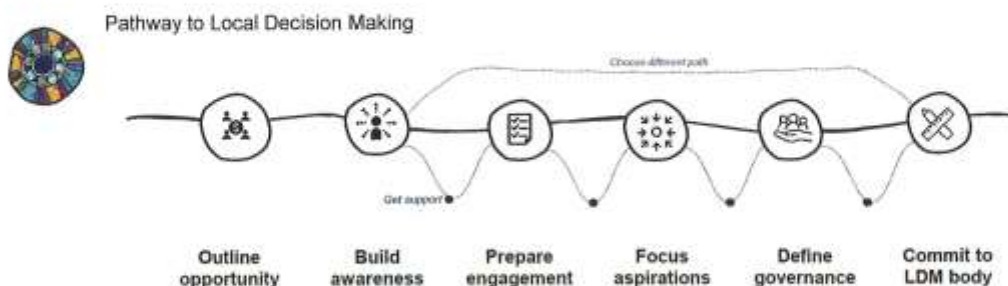 Pathway to Local Decision Making
Choose different path
Get support
Outline opportunity
Build awareness
Prepare engagement
Focus aspirations
Define governance
Commit to LDM body